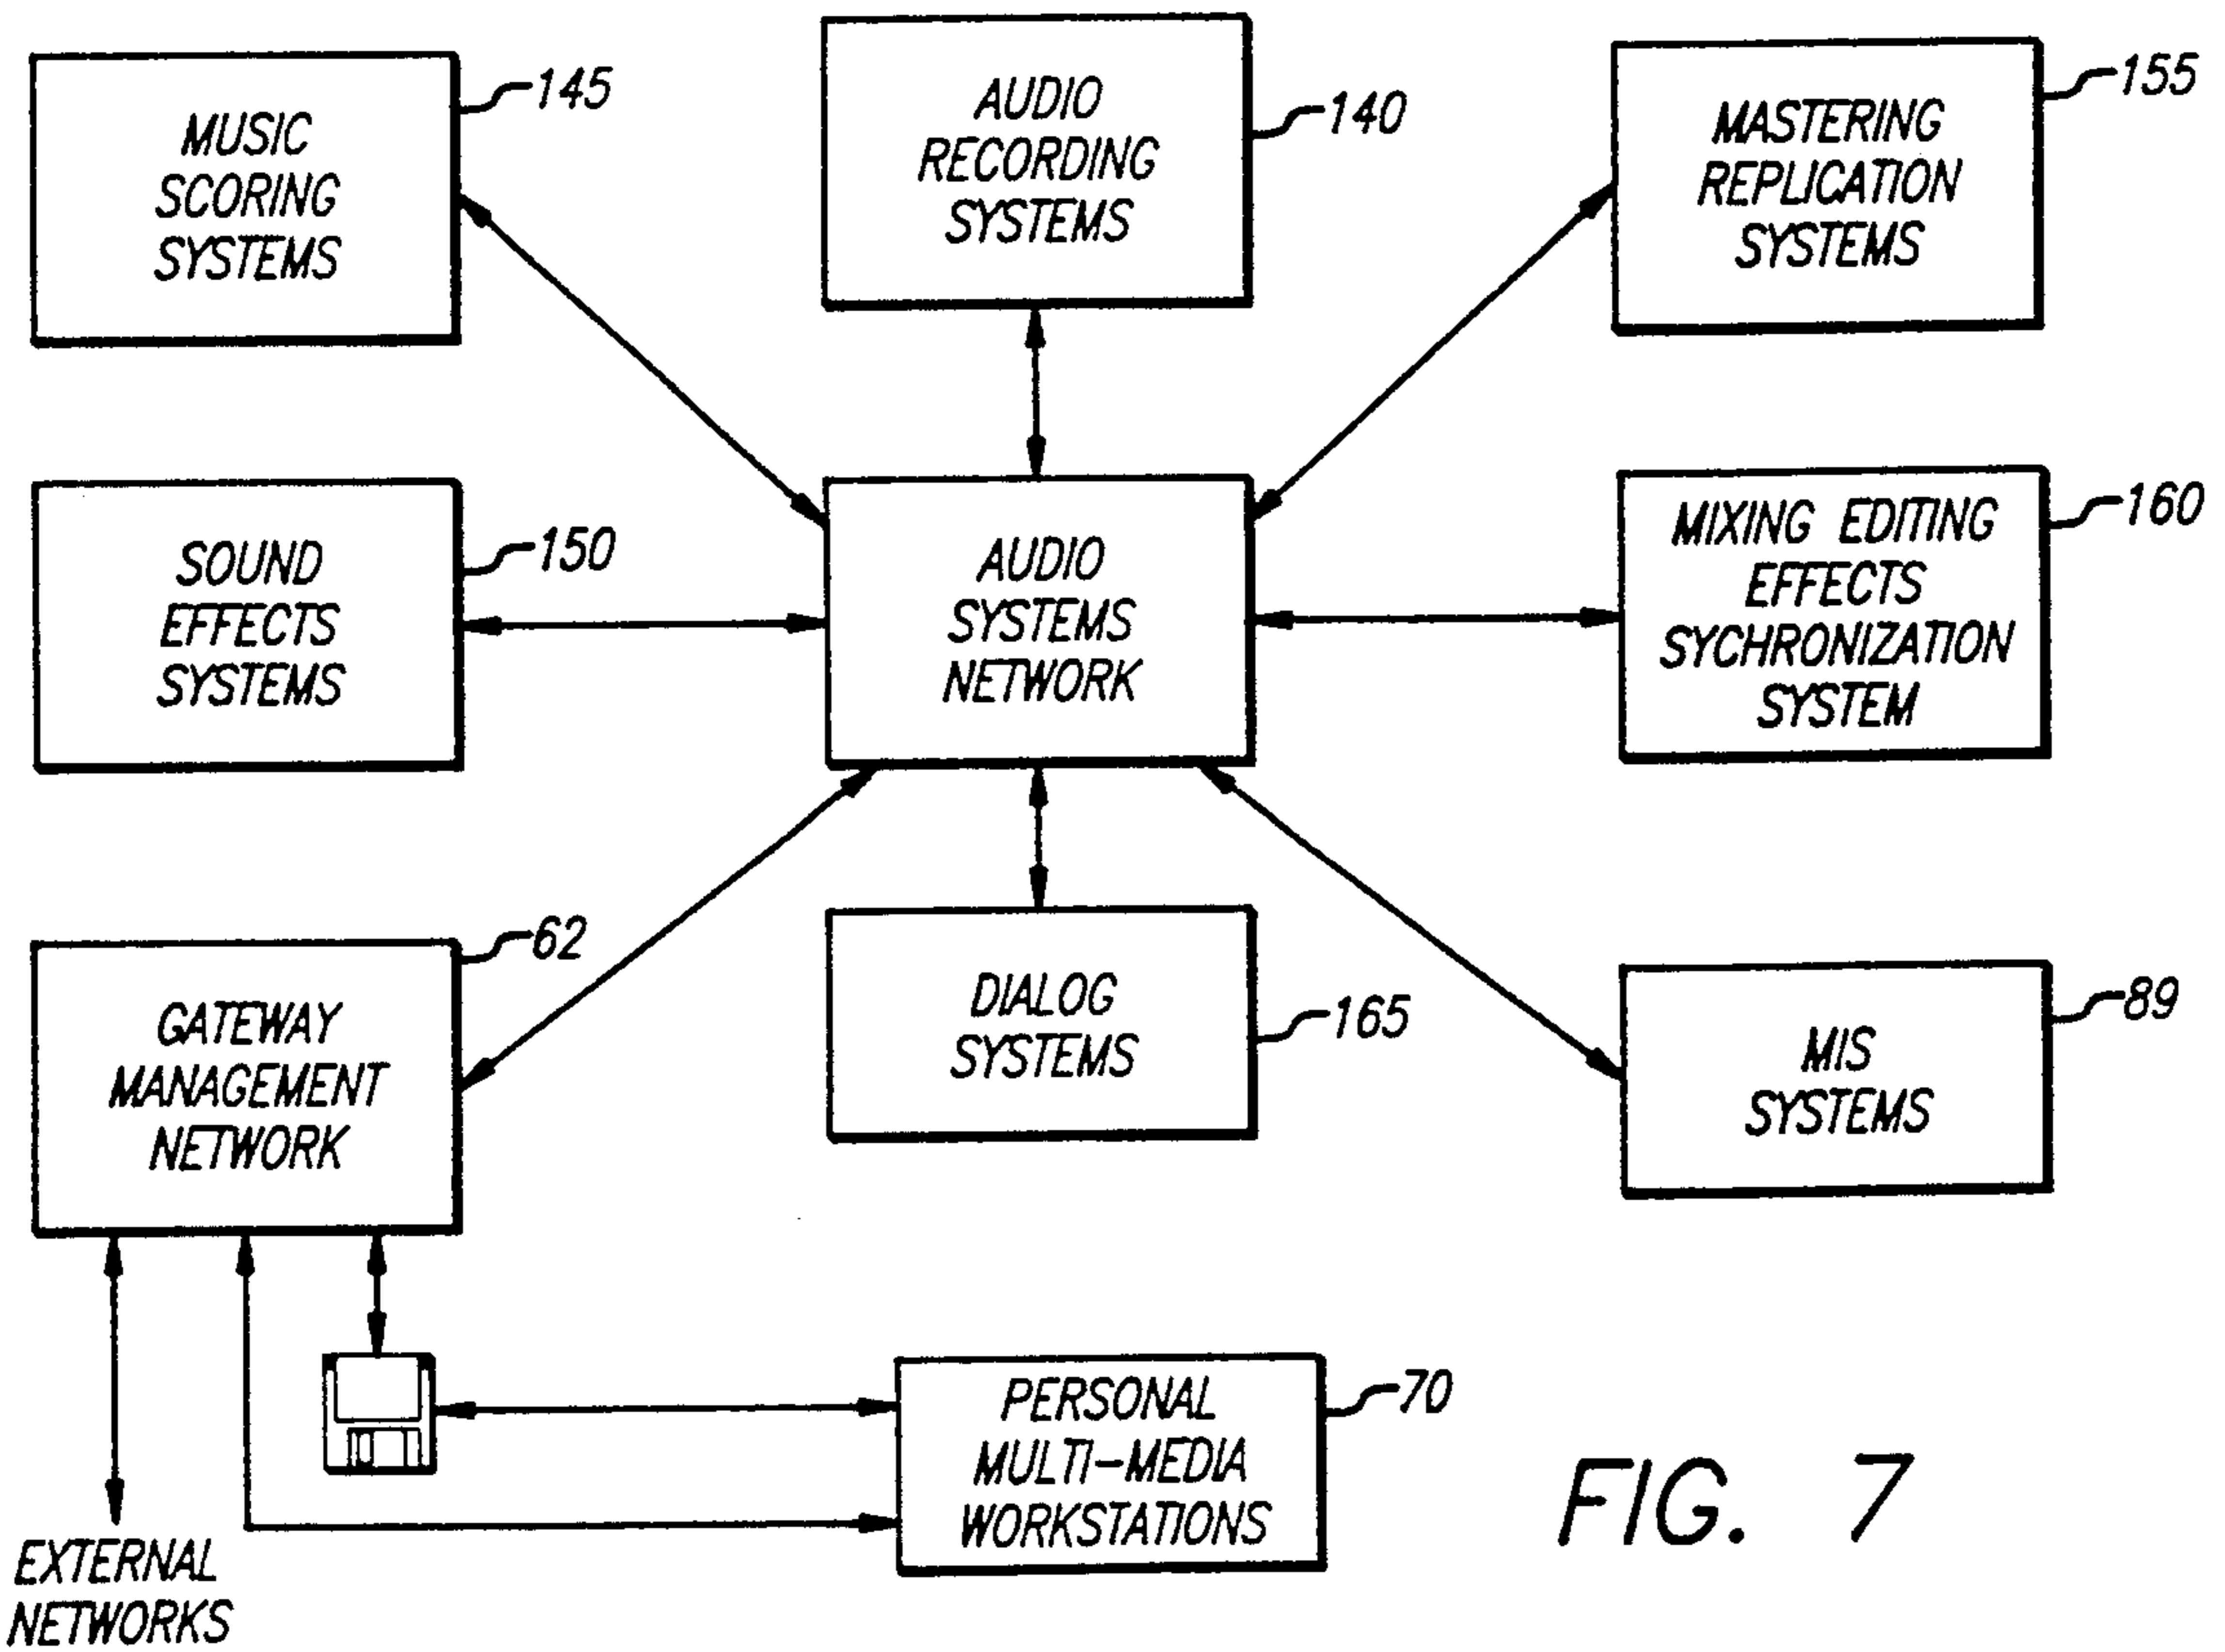 MUSIC
SCORING
SYSTEMS
145
AUDIO
RECORDING
SYSTEMS
140
MASTERING
REPLICATION
SYSTEMS
155
SOUND
EFFECTS
SYSTEMS
150
AUDIO
SYSTEMS
NETWORK
MIXING EDITING
EFFECTS
SYCHRONIZATION
SYSTEM
160
GATEWAY
MANAGEMENT
NETWORK
62
DIALOG
SYSTEMS
165
MIS
SYSTEMS
89
PERSONAL
MULTI-MEDIA
WORKSTATIONS
70
EXTERNAL
NETWORKS
FIG. 7